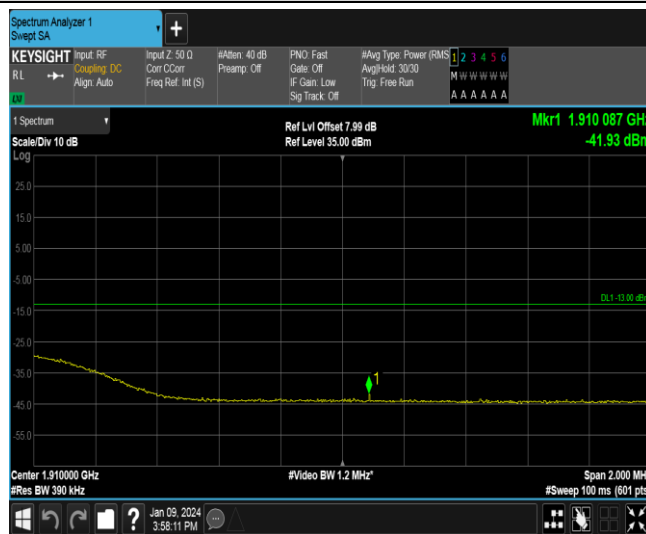 Spectrum Analyzer 1
Swept SA
+
KEYSIGHT
RL
LXI
Input: RF
Coupling: DC
Align: Auto
Input Z: 50 Ω
Corr CCorr
Freq Ref: Int (S)
#Atten: 40 dB
Preamp: Off
PNO: Fast
Gate: Off
IF Gain: Low
Sig Track: Off
#Avg Type: Power (RMS
Avg|Hold: 30/30
Trig: Free Run
1 2 3 4 5 6
M W W W W W
A A A A A A
1 Spectrum
Scale/Div 10 dB
Log
Ref Lvl Offset 7.99 dB
Ref Level 35.00 dBm
Mkr1 1.910 087 GHz
-41.93 dBm
25.0
15.0
5.00
-5.00
-15.0
-25.0
-35.0
-45.0
-55.0
DL1 -13.00 dBm
1
Center 1.910000 GHz
#Res BW 390 kHz
#Video BW 1.2 MHz*
Span 2.000 MH
#Sweep 100 ms (601 pts
?
Jan 09, 2024
3:58:11 PM